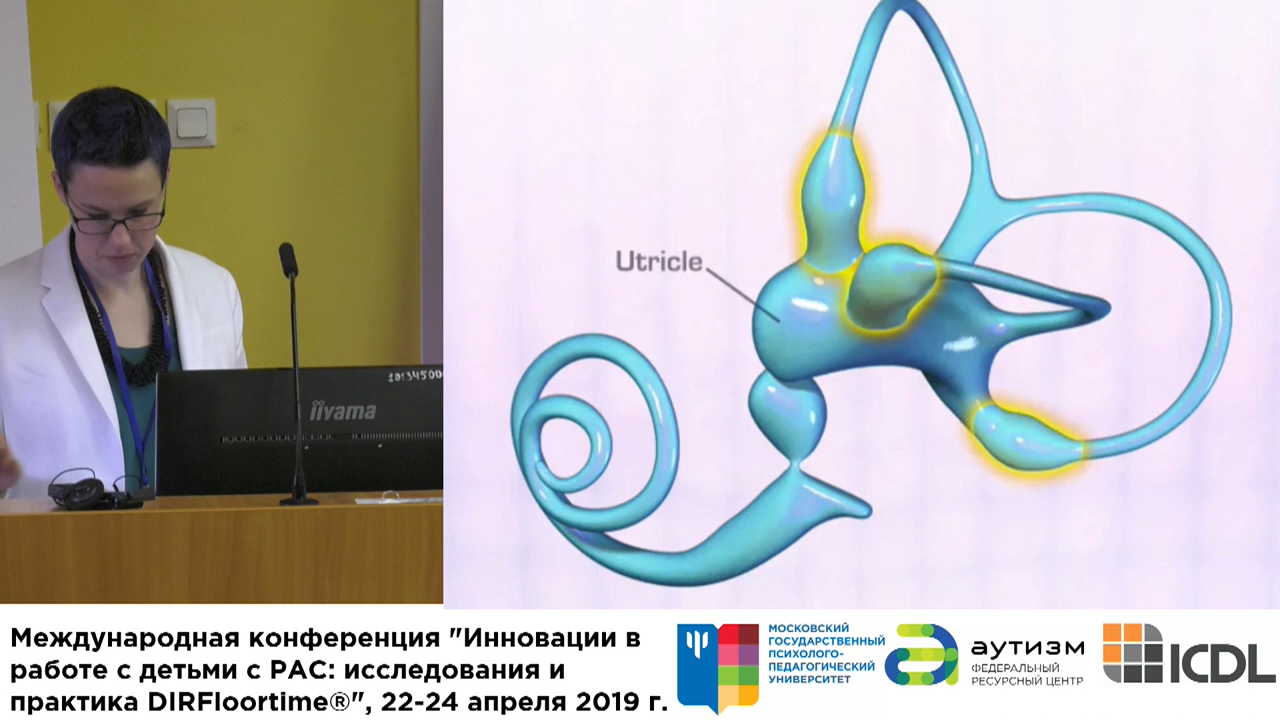 Utricle
iiyama
Международная конференция "Инновации в
работе с детьми с РАС: исследования и
практика DIRFloortime®", 22-24 апреля 2019 г.
МОСКОВСКИЙ
ГОСУДАРСТВЕННЫЙ
ПСИХОЛОГО-
ПЕДАГОГИЧЕСКИЙ
УНИВЕРСИТЕТ
аутизм
ФЕДЕРАЛЬНЫЙ
РЕСУРСНЫЙ ЦЕНТР
ICDL